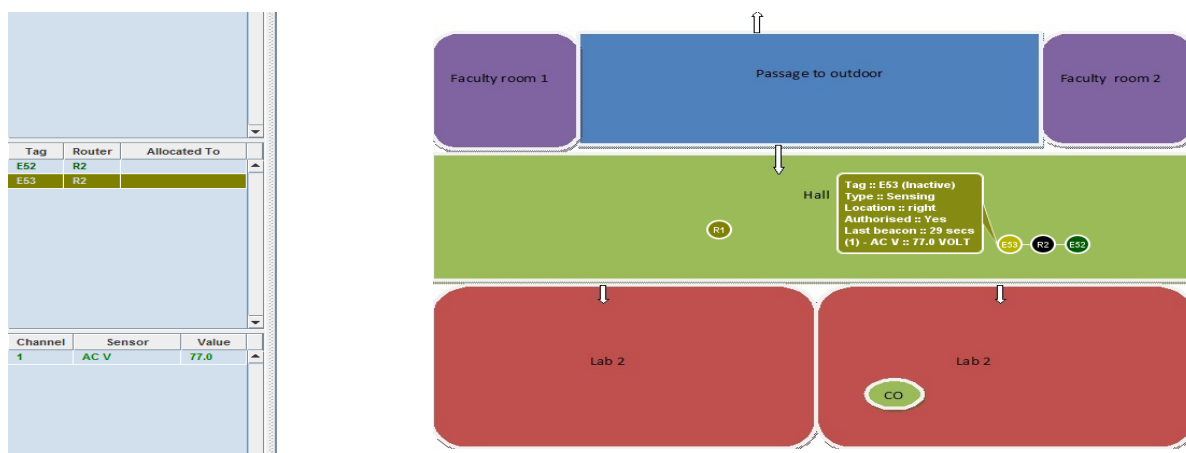 Tag Router Allocated To
E52 R2
E53 R2
Channel Sensor Value
1 AC V 77.0
Faculty room 1
Passage to outdoor
Faculty room 2
Hall
Tag :: E53 (Inactive)
Type :: Sensing
Location :: right
Authorised :: Yes
Last beacon :: 29 secs
(1) - AC V :: 77.0 VOLT
R1
E53 R2 E52
Lab 2
Lab 2
CO